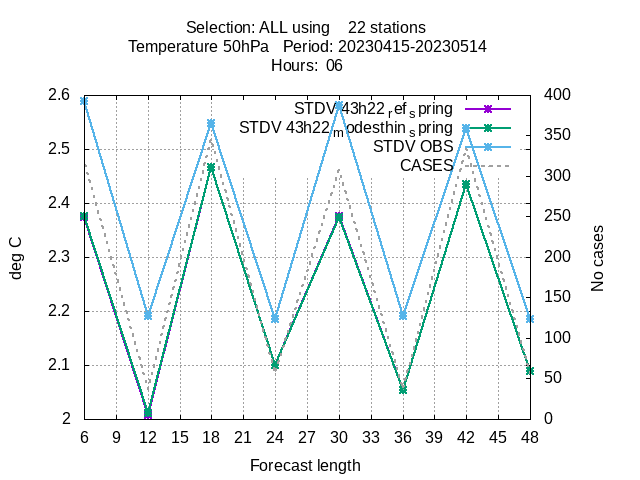 Selection: ALL using 22 stations
Temperature 50hPa Period: 20230415-20230514
Hours: 06
STDV 43h22_ref_spring
STDV 43h22_modesthin_spring
STDV OBS
CASES
2.6
2.5
2.4
2.3
2.2
2.1
2
400
350
300
250
200
150
100
50
0
deg C
No cases
6 9 12 15 18 21 24 27 30 33 36 39 42 45 48
Forecast length